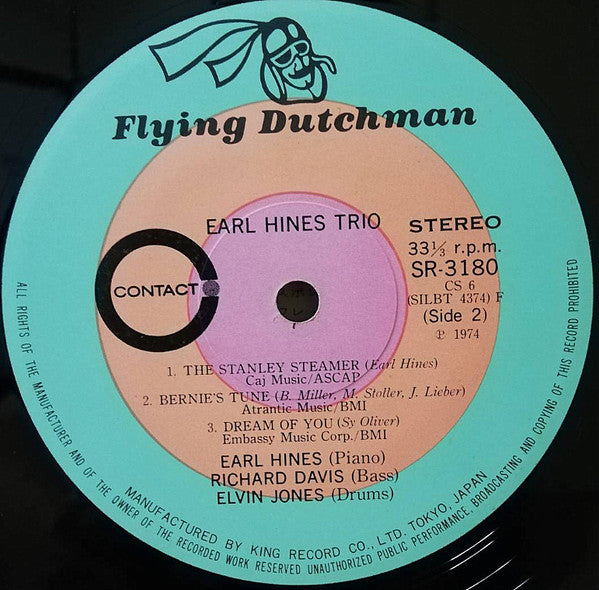 Flying Dutchman
EARL HINES TRIO
STEREO
33⅓ r.p.m.
SR-3180
CS 6
(SILBT 4374) F
(Side 2)
℗ 1974
CONTACT
1. THE STANLEY STEAMER (Earl Hines)
Caj Music/ASCAP
2. BERNIE'S TUNE (B. Miller, M. Stoller, J. Lieber)
Atrantic Music/BMI
3. DREAM OF YOU (Sy Oliver)
Embassy Music Corp./BMI
EARL HINES (Piano)
RICHARD DAVIS (Bass)
ELVIN JONES (Drums)
MANUFACTURED BY KING RECORD CO., LTD. TOKYO, JAPAN
ALL RIGHTS OF THE MANUFACTURER AND OF THE OWNER OF THE RECORDED WORK RESERVED UNAUTHORIZED PUBLIC PERFORMANCE, BROADCASTING AND COPYING OF THIS RECORD PROHIBITED